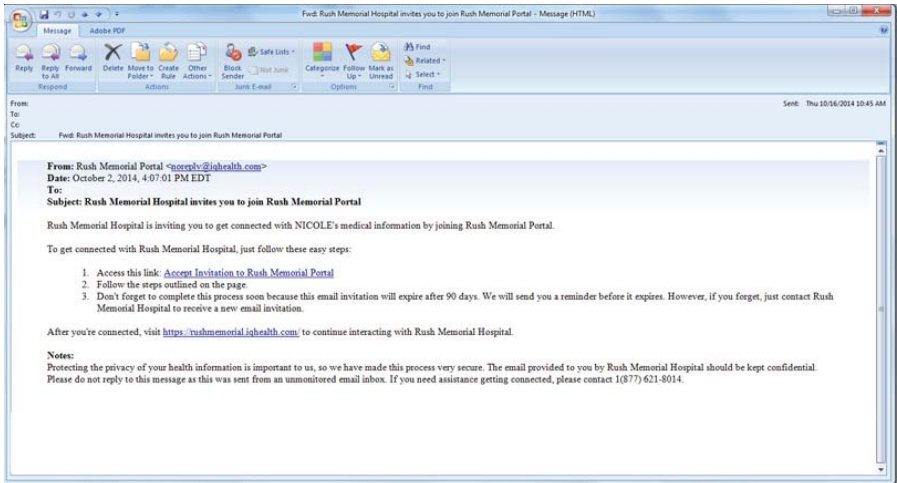 Fwd: Rush Memorial Hospital invites you to join Rush Memorial Portal - Message (HTML)
Message Adobe PDF
Reply Reply to All Forward Delete Move to Folder Create Rule Other Actions Block Sender Safe Lists Not Junk Categorize Follow Up Mark as Unread Find Related Select
Respond Actions Junk E-mail Options Find
From: Sent: Thu 10/16/2014 10:45 AM
To:
Cc:
Subject: Fwd: Rush Memorial Hospital invites you to join Rush Memorial Portal
From: Rush Memorial Portal <noreply@iqhealth.com>
Date: October 2, 2014, 4:07:01 PM EDT
To:
Subject: Rush Memorial Hospital invites you to join Rush Memorial Portal
Rush Memorial Hospital is inviting you to get connected with NICOLE's medical information by joining Rush Memorial Portal.
To get connected with Rush Memorial Hospital, just follow these easy steps:
1. Access this link: Accept Invitation to Rush Memorial Portal
2. Follow the steps outlined on the page.
3. Don't forget to complete this process soon because this email invitation will expire after 90 days. We will send you a reminder before it expires. However, if you forget, just contact Rush
Memorial Hospital to receive a new email invitation.
After you're connected, visit https://rushmemorial.iqhealth.com/ to continue interacting with Rush Memorial Hospital.
Notes:
Protecting the privacy of your health information is important to us, so we have made this process very secure. The email provided to you by Rush Memorial Hospital should be kept confidential.
Please do not reply to this message as this was sent from an unmonitored email inbox. If you need assistance getting connected, please contact 1(877) 621-8014.